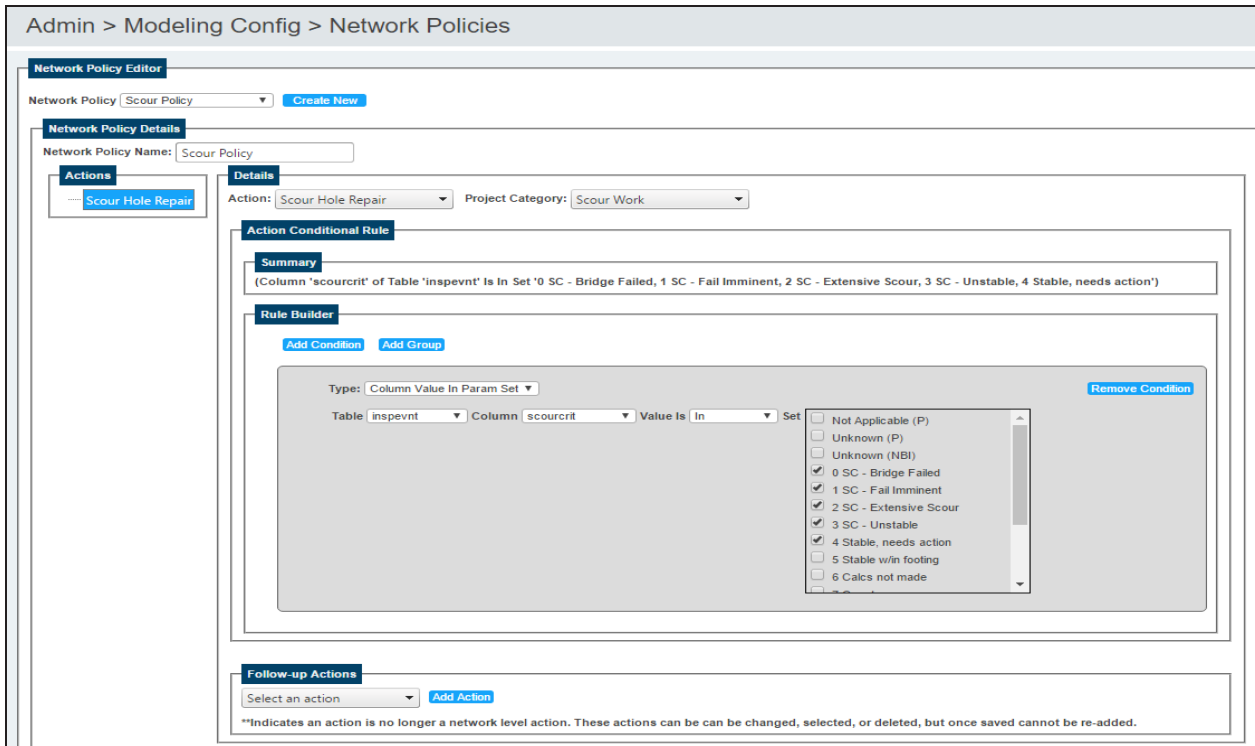 Admin > Modeling Config > Network Policies
Network Policy Editor
Network Policy Scour Policy Create New
Network Policy Details
Network Policy Name: Scour Policy
Actions
Scour Hole Repair
Details
Action: Scour Hole Repair Project Category: Scour Work
Action Conditional Rule
Summary
(Column 'scourcrit' of Table 'inspevnt' Is In Set '0 SC - Bridge Failed, 1 SC - Fail Imminent, 2 SC - Extensive Scour, 3 SC - Unstable, 4 Stable, needs action')
Rule Builder
Add Condition Add Group
Type: Column Value In Param Set Remove Condition
Table inspevnt Column scourcrit Value Is In Set
Not Applicable (P)
Unknown (P)
Unknown (NBI)
0 SC - Bridge Failed
1 SC - Fail Imminent
2 SC - Extensive Scour
3 SC - Unstable
4 Stable, needs action
5 Stable w/in footing
6 Calcs not made
Follow-up Actions
Select an action Add Action
**Indicates an action is no longer a network level action. These actions can be can be changed, selected, or deleted, but once saved cannot be re-added.